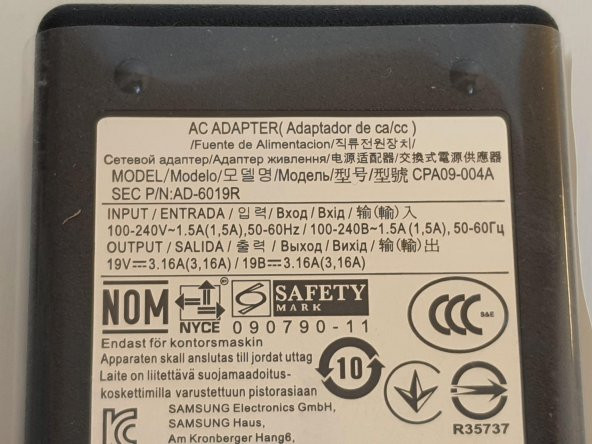 AC ADAPTER( Adaptador de ca/cc )
/Fuente de Alimentacion/직류전원장치/
Сетевой адаптер/Адаптер живлення/电源适配器/交換式電源供應器
MODEL/Modelo/모델명/Модель/型号/型號 CPA09-004A
SEC P/N:AD-6019R
INPUT / ENTRADA / 입력/ Вход / Вхід / 输(輸)入
100-240V~1.5A(1,5A),50-60Hz / 100-240В~1.5A (1,5A), 50-60Гц
OUTPUT / SALIDA / 출력 / Выход / Вихід / 输(輸)出
19V⎓3.16A(3,16A) / 19В⎓3.16A(3,16A)
NOM NYCE ® S SAFETY MARK CCC S&E
090790-11
Endast för kontorsmaskin
Apparaten skall anslutas till jordat uttag
Laite on liitettävä suojamaadoitus-
koskettimilla varustettuun pistorasiaan
10
R35737
SAMSUNG Electronics GmbH,
SAMSUNG Haus,
Am Kronberger Hang6,